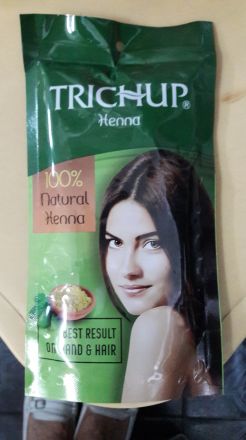 TRICHUP®
Henna
100%
Natural
Henna
BEST RESULT
ON HAND & HAIR